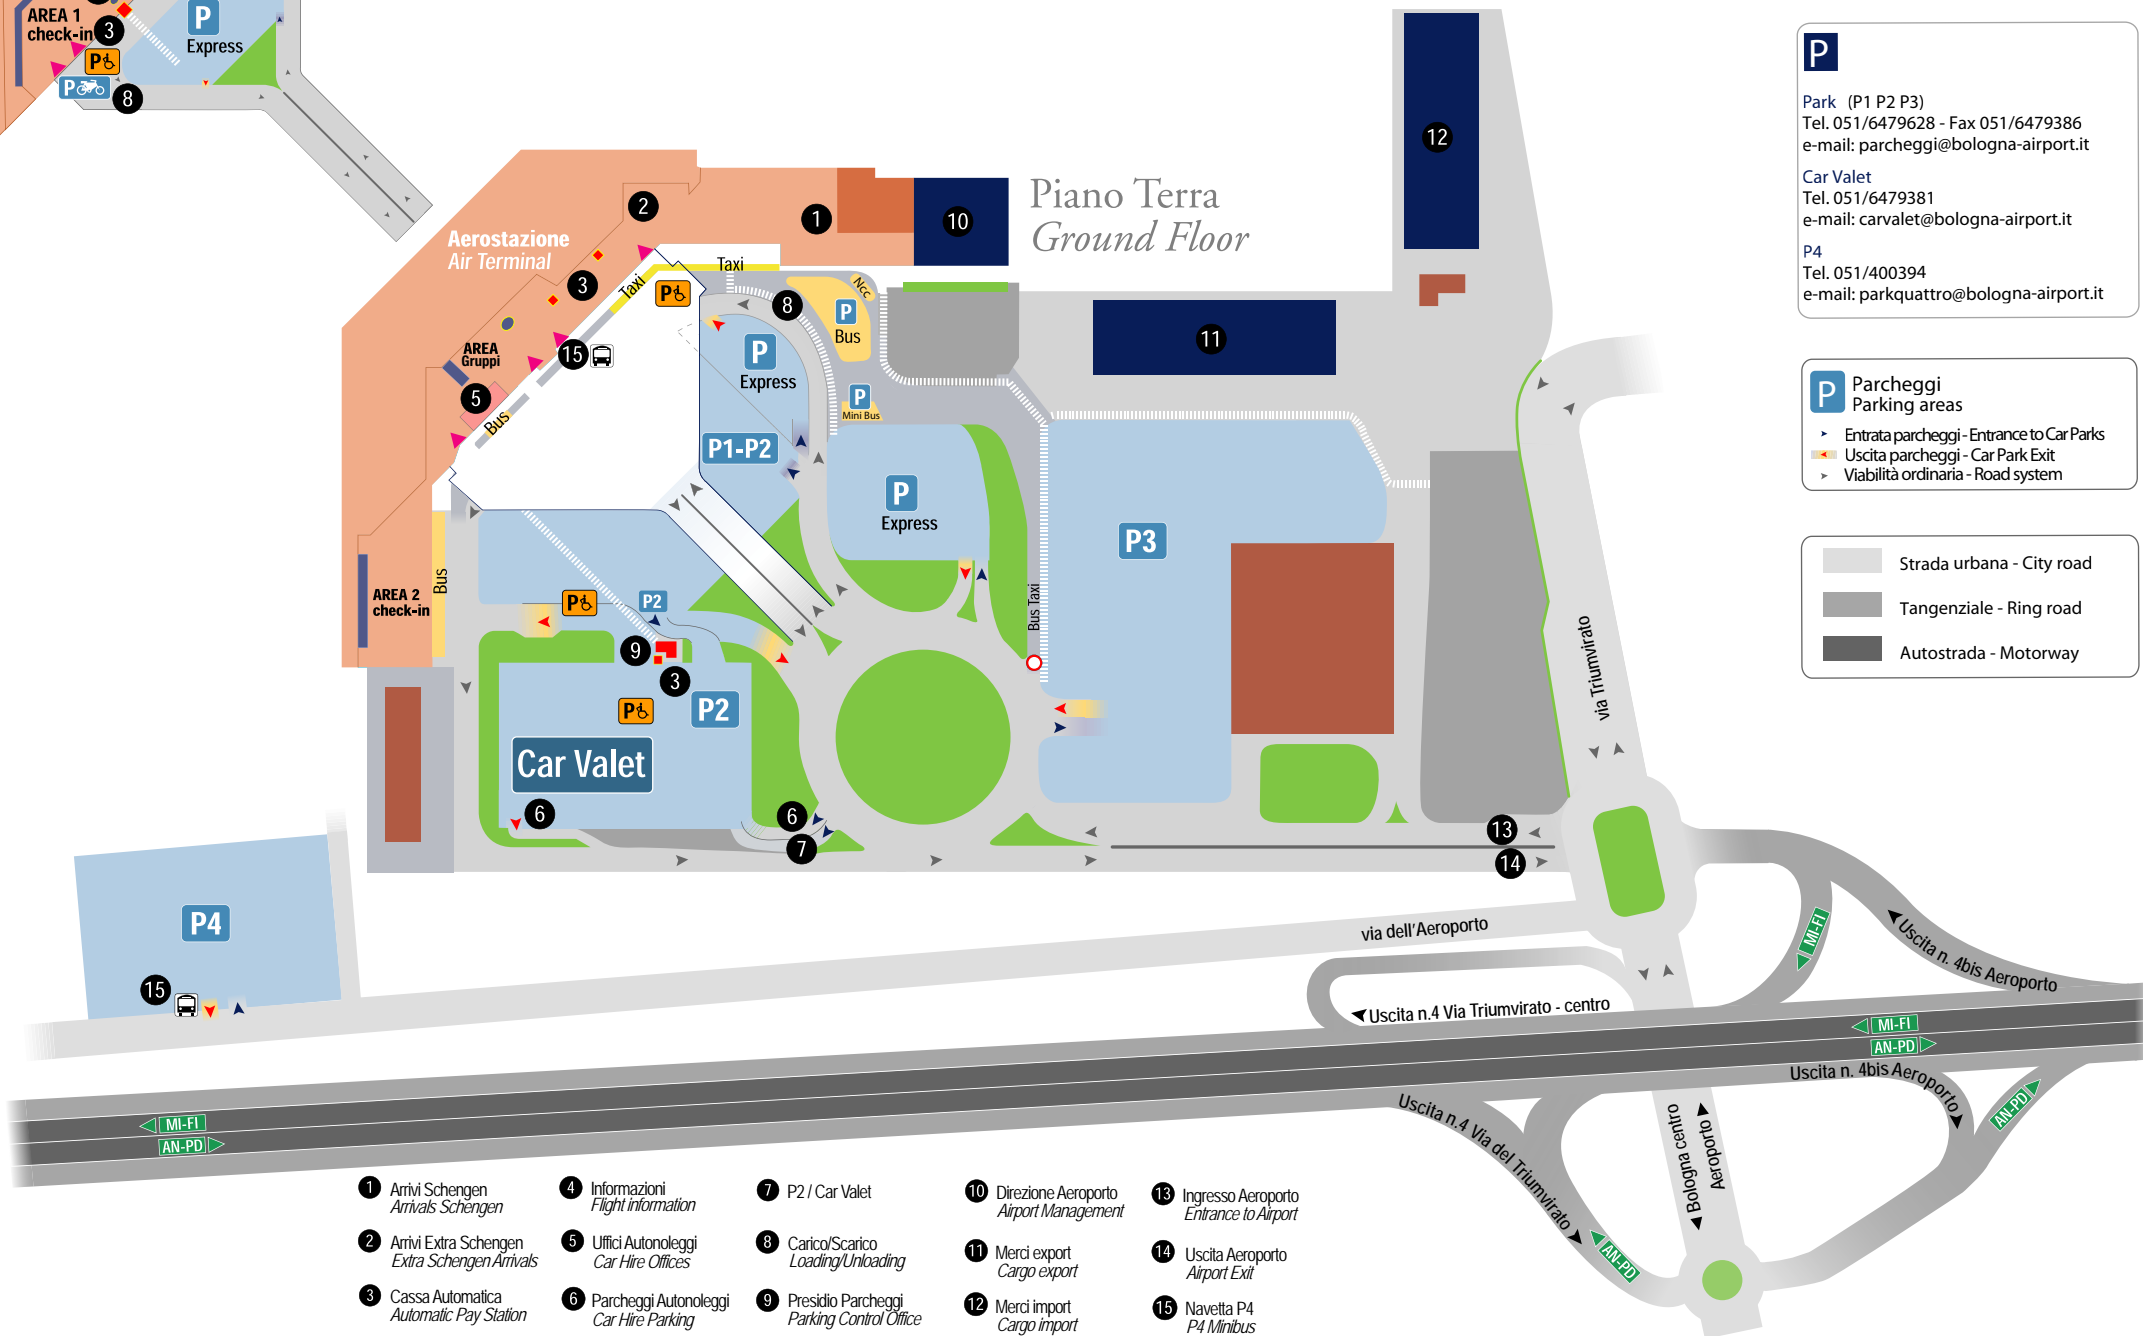 AREA 1
check-in
3
P
Express
P
P
8
12
P
Park (P1 P2 P3)
Tel. 051/6479628 - Fax 051/6479386
e-mail: parcheggi@bologna-airport.it
Car Valet
Tel. 051/6479381
e-mail: carvalet@bologna-airport.it
P4
Tel. 051/400394
e-mail: parkquattro@bologna-airport.it
P
Parcheggi
Parking areas
Entrata parcheggi - Entrance to Car Parks
Uscita parcheggi - Car Park Exit
Viabilità ordinaria - Road system
Strada urbana - City road
Tangenziale - Ring road
Autostrada - Motorway
Piano Terra
Ground Floor
2
1
10
Aerostazione
Air Terminal
Taxi
Taxi
3
P
8
Ncc
P
Bus
11
15
AREA
Gruppi
5
Bus
P
Express
P
Mini Bus
P1-P2
P
Express
P3
AREA 2
check-in
Bus
P
P2
9
3
P
P2
Car Valet
6
6
7
Bus Taxi
via Triumvirato
13
14
P4
15
via dell'Aeroporto
MI-FI
Uscita n. 4bis Aeroporto
Uscita n.4 Via Triumvirato - centro
MI-FI
AN-PD
Uscita n. 4bis Aeroporto
AN-PD
MI-FI
AN-PD
Uscita n.4 Via del Triumvirato
Bologna centro
Aeroporto
AN-PD
1 Arrivi Schengen
Arrivals Schengen
2 Arrivi Extra Schengen
Extra Schengen Arrivals
3 Cassa Automatica
Automatic Pay Station
4 Informazioni
Flight information
5 Uffici Autonoleggi
Car Hire Offices
6 Parcheggi Autonoleggi
Car Hire Parking
7 P2 / Car Valet
8 Carico/Scarico
Loading/Unloading
9 Presidio Parcheggi
Parking Control Office
10 Direzione Aeroporto
Airport Management
11 Merci export
Cargo export
12 Merci import
Cargo import
13 Ingresso Aeroporto
Entrance to Airport
14 Uscita Aeroporto
Airport Exit
15 Navetta P4
P4 Minibus